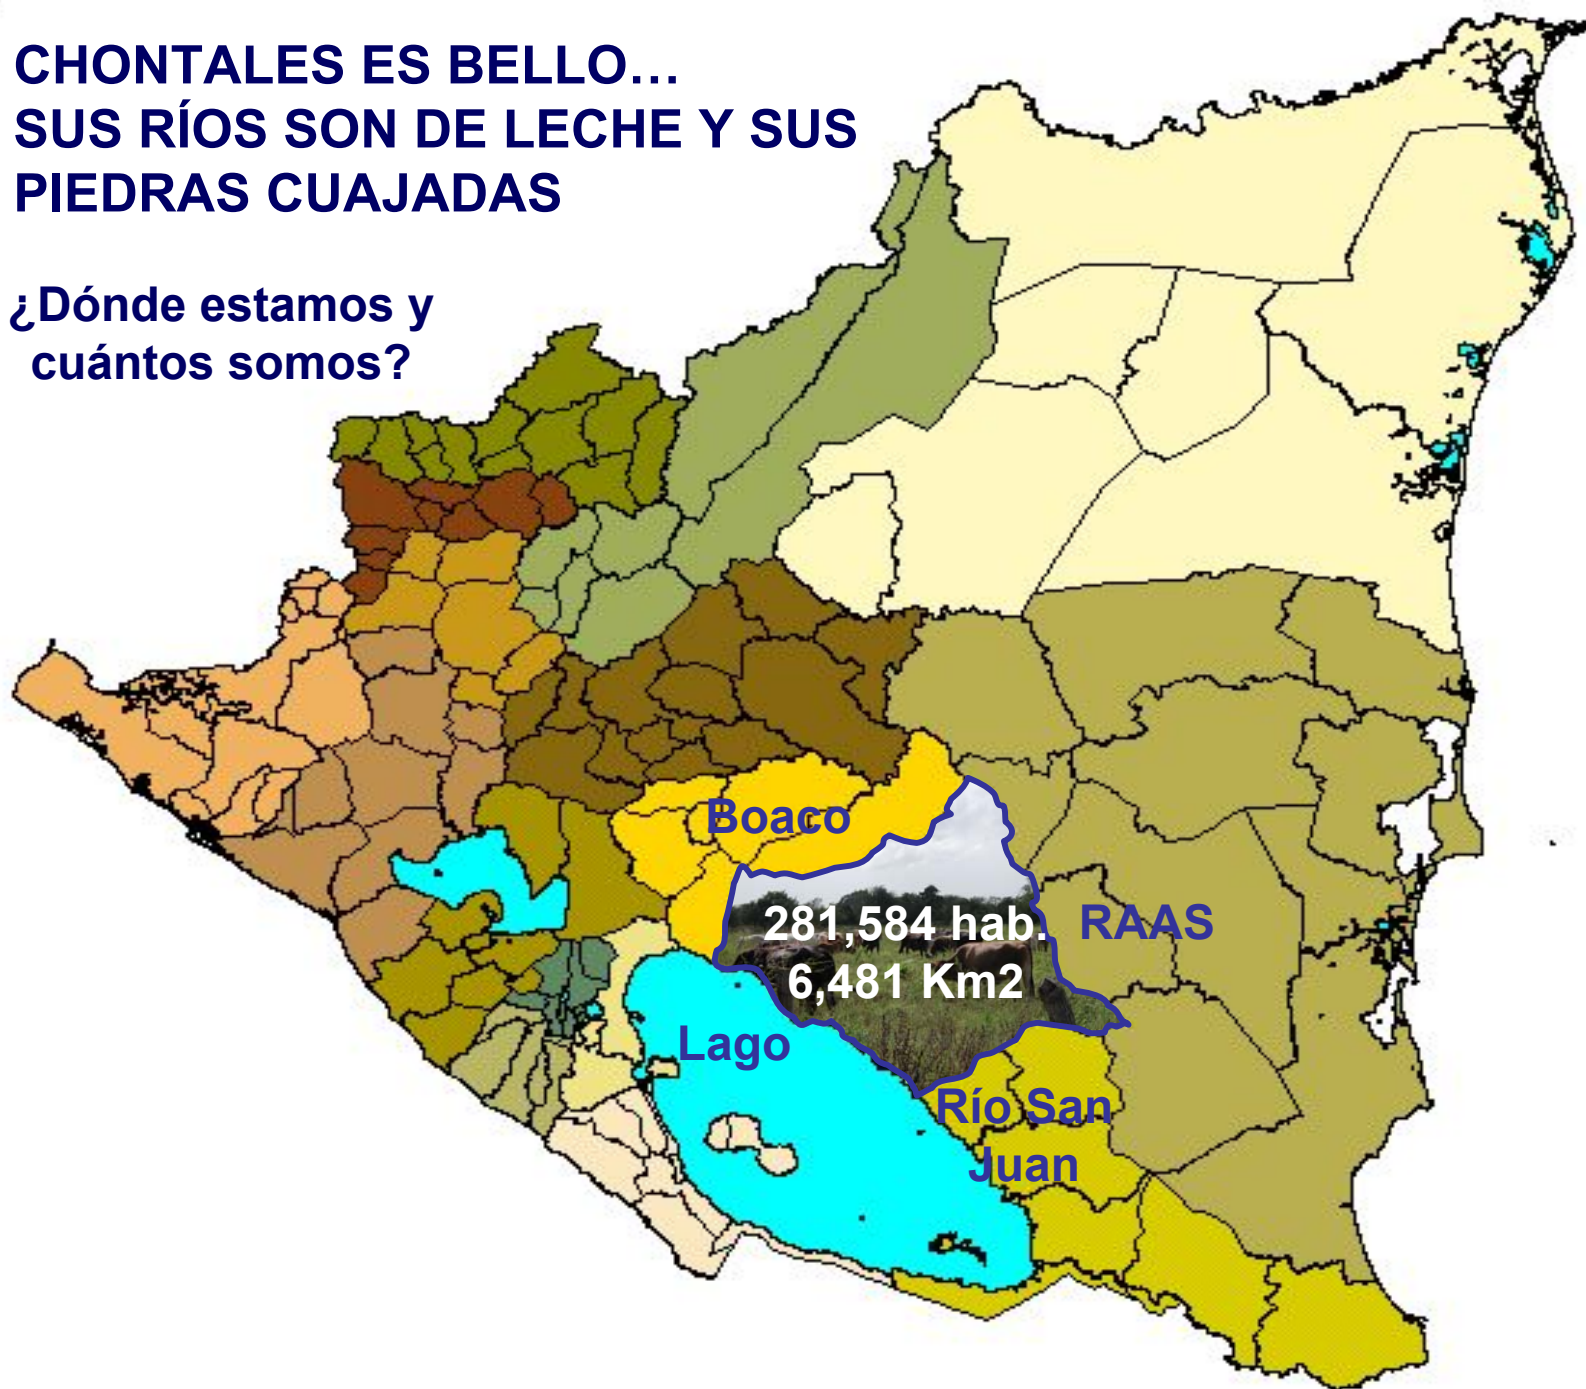 CHONTALES ES BELLO…
SUS RÍOS SON DE LECHE Y SUS
PIEDRAS CUAJADAS
¿Dónde estamos y
cuántos somos?
Boaco
281,584 hab.
6,481 Km2
RAAS
Lago
Río San
Juan